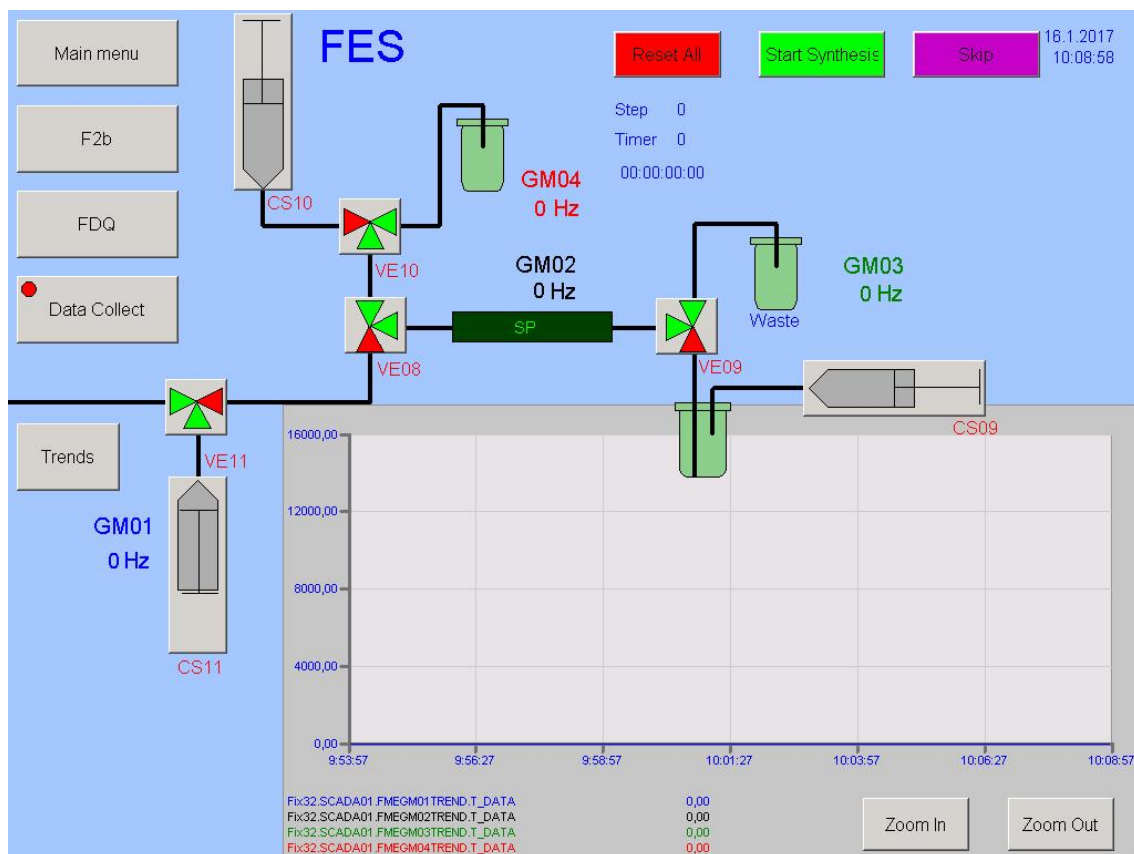 Main menu
FES
Reset All
Start Synthesis
Skip
16.1.2017
10:08:58
F2b
Step 0
Timer 0
00:00:00:00
GM04
0 Hz
CS10
FDQ
VE10
GM02
0 Hz
GM03
0 Hz
Data Collect
SP
Waste
VE08
VE09
CS09
Trends
VE11
GM01
0 Hz
CS11
16000,00
12000,00
8000,00
4000,00
0,00
9:53:57 9:56:27 9:58:57 10:01:27 10:03:57 10:06:27 10:08:57
Fix32.SCADA01.FMEGM01TREND.T_DATA 0,00
Fix32.SCADA01.FMEGM02TREND.T_DATA 0,00
Fix32.SCADA01.FMEGM03TREND.T_DATA 0,00
Fix32.SCADA01.FMEGM04TREND.T_DATA 0,00
Zoom In
Zoom Out